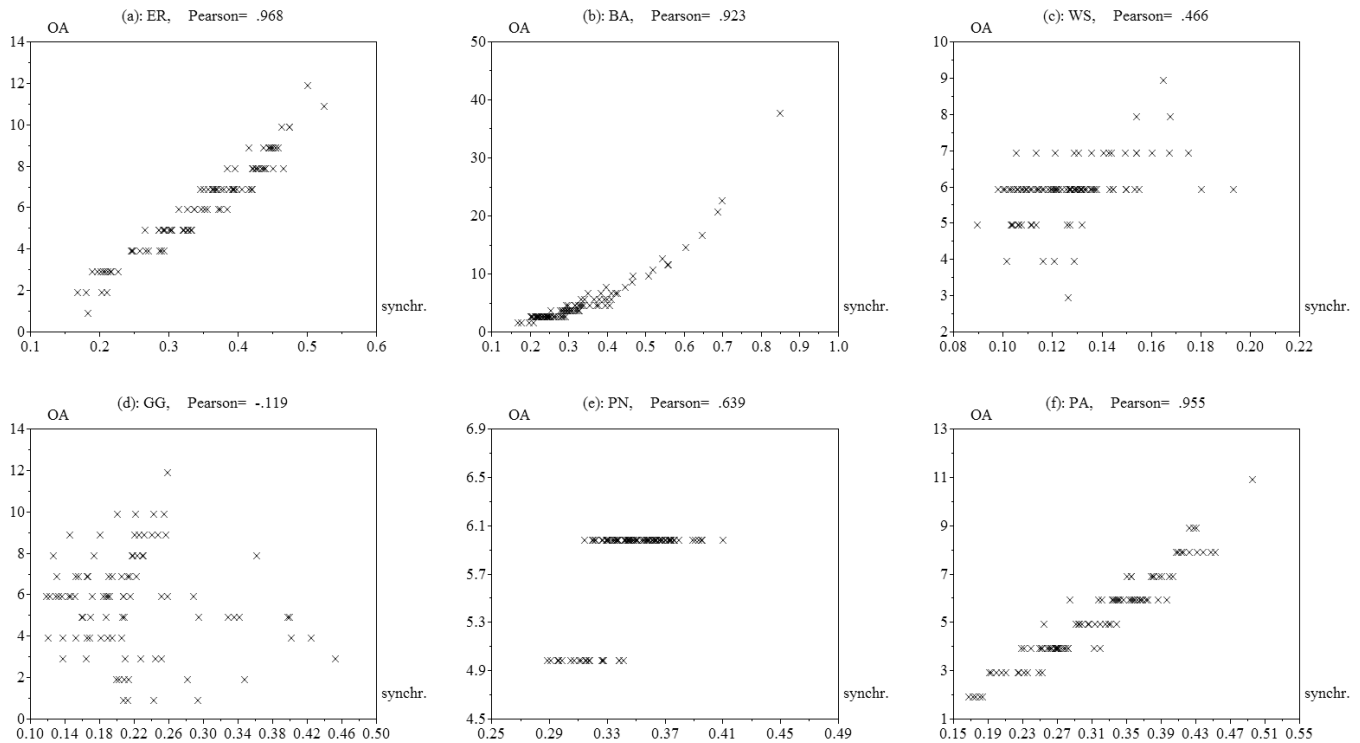 (a): ER, Pearson= .968
OA
14
12
10
8
6
4
2
0
0.1 0.2 0.3 0.4 0.5 0.6
synchr.
(b): BA, Pearson= .923
OA
50
40
30
20
10
0
0.1 0.2 0.3 0.4 0.5 0.6 0.7 0.8 0.9 1.0
synchr.
(c): WS, Pearson= .466
OA
10
9
8
7
6
5
4
3
2
0.08 0.10 0.12 0.14 0.16 0.18 0.20 0.22
synchr.
(d): GG, Pearson= -.119
OA
14
12
10
8
6
4
2
0
0.10 0.14 0.18 0.22 0.26 0.30 0.34 0.38 0.42 0.46 0.50
synchr.
(e): PN, Pearson= .639
OA
6.9
6.5
6.1
5.7
5.3
4.9
4.5
0.25 0.29 0.33 0.37 0.41 0.45 0.49
synchr.
(f): PA, Pearson= .955
OA
13
11
9
7
5
3
1
0.15 0.19 0.23 0.27 0.31 0.35 0.39 0.43 0.47 0.51 0.55
synchr.